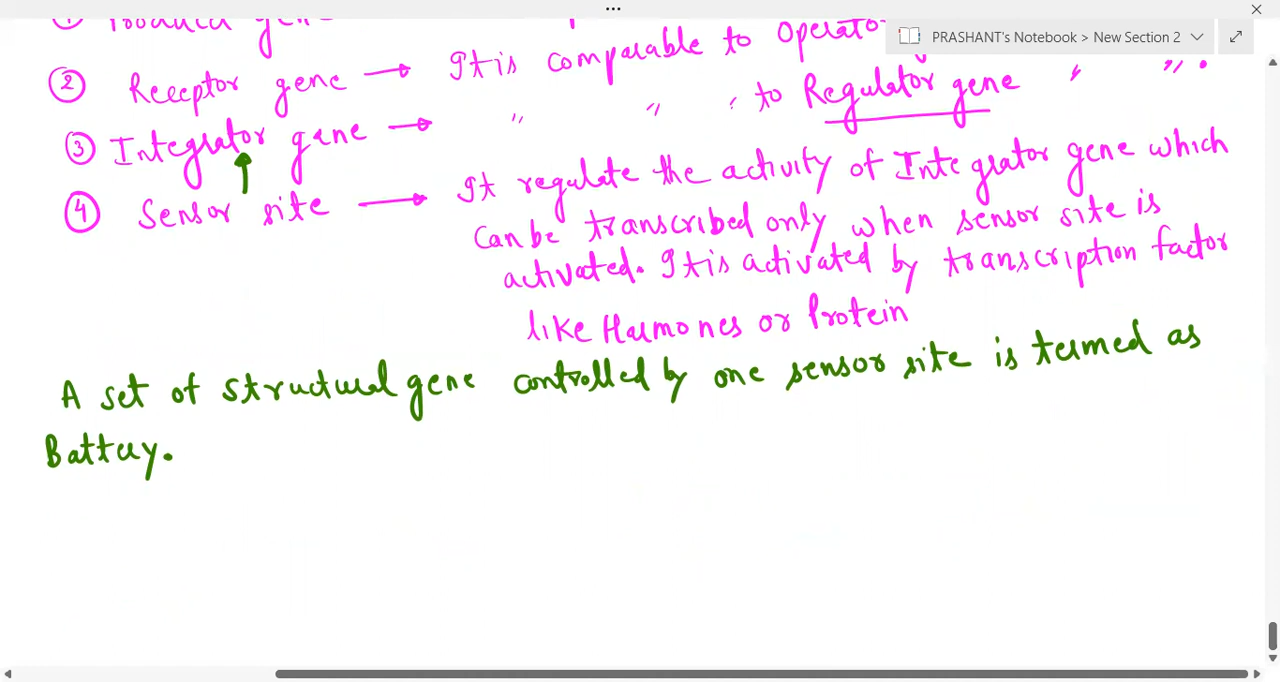 PRASHANT's Notebook > New Section 2
① Producer gene
② Receptor gene → It is comparable to Operator
③ Integrator gene → " " " to Regulator gene " ".
④ Sensor site → It regulate the activity of Integrator gene which
can be transcribed only when sensor site is
activated. It is activated by transcription factor
like Harmones or Protein
A set of structural gene controlled by one sensor site is termed as
Battery.